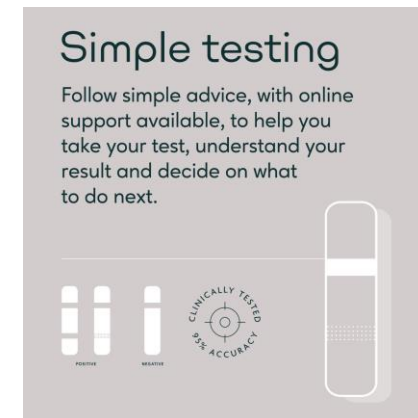 Simple testing
Follow simple advice, with online
support available, to help you
take your test, understand your
result and decide on what
to do next.
CLINICALLY TESTED
95% ACCURACY
POSITIVE
NEGATIVE